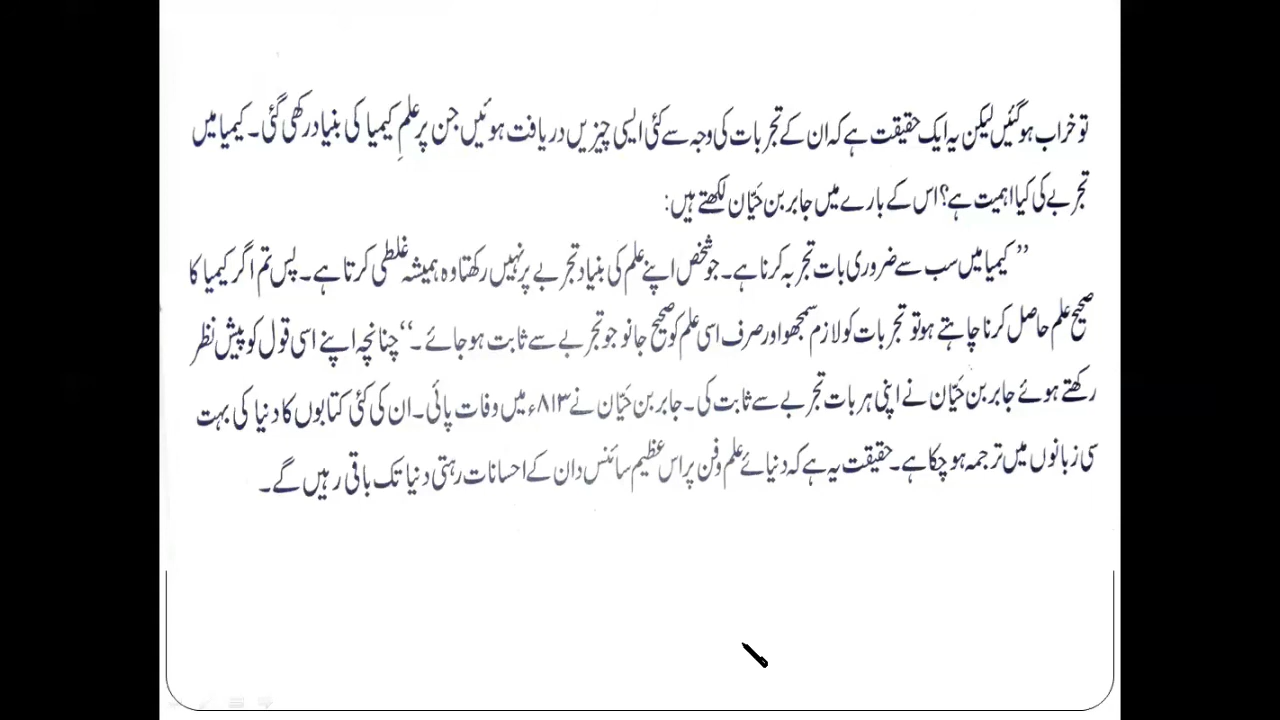 تو خراب ہو گئیں لیکن یہ ایک حقیقت ہے کہ ان کے تجربات کی وجہ سے کئی ایسی چیزیں دریافت ہوئیں جن پر علمِ کیمیا کی بنیاد رکھی گئی۔ کیمیا میں
تجربے کی کیا اہمیت ہے؟ اس کے بارے میں جابر بن حَیّان لکھتے ہیں:
”کیمیا میں سب سے ضروری بات تجربہ کرنا ہے۔ جو شخص اپنے علم کی بنیاد تجربے پر نہیں رکھتا وہ ہمیشہ غلطی کرتا ہے۔ پس تم اگر کیمیا کا
صحیح علم حاصل کرنا چاہتے ہو تو تجربات کو لازم سمجھو اور صرف اسی علم کو صحیح جانو جو تجربے سے ثابت ہو جائے۔“ چنانچہ اپنے اسی قول کو پیش نظر
رکھتے ہوئے جابر بن حَیّان نے اپنی ہر بات تجربے سے ثابت کی۔ جابر بن حَیّان نے ۸۱۳ء میں وفات پائی۔ ان کی کئی کتابوں کا دنیا کی بہت
سی زبانوں میں ترجمہ ہو چکا ہے۔ حقیقت یہ ہے کہ دنیائے علم و فن پر اس عظیم سائنس دان کے احسانات رہتی دنیا تک باقی رہیں گے۔